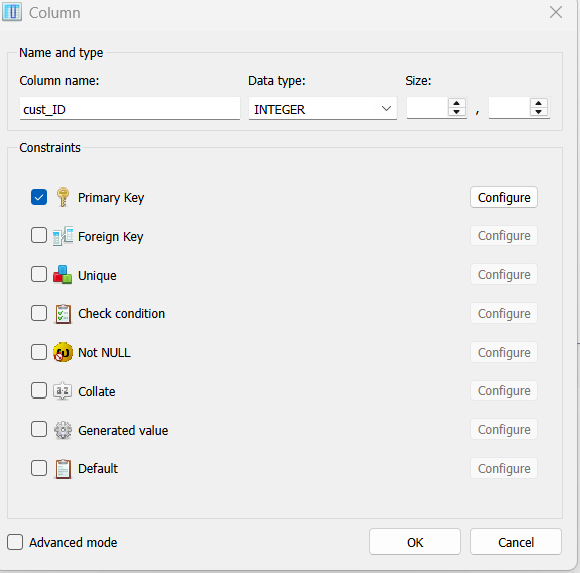 Column
Name and type
Column name: Data type: Size:
cust_ID INTEGER ,
Constraints
Primary Key Configure
Foreign Key Configure
Unique Configure
Check condition Configure
Not NULL Configure
Collate Configure
Generated value Configure
Default Configure
Advanced mode OK Cancel